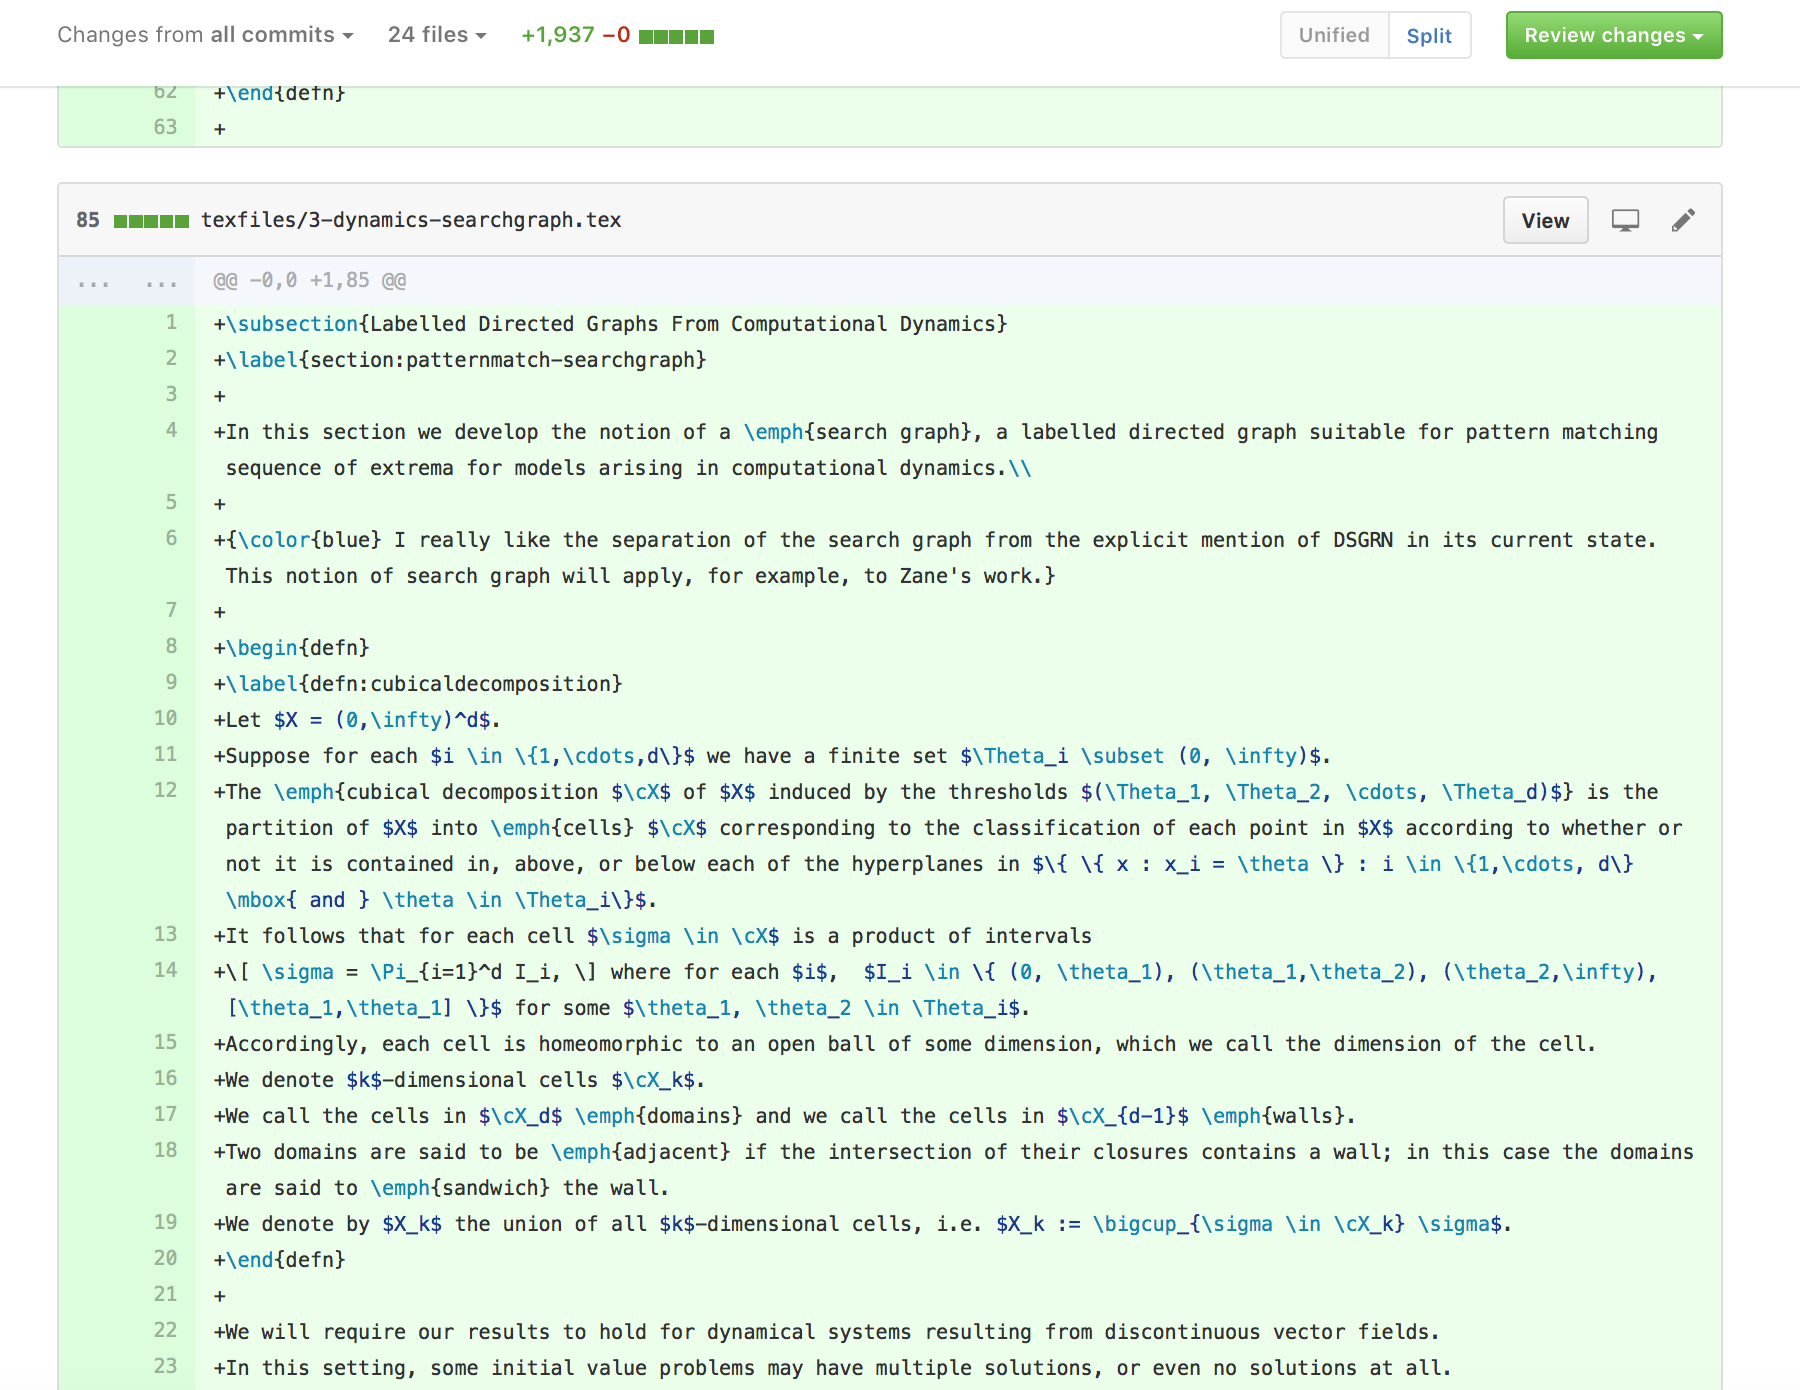 Changes from all commits 24 files +1,937 −0 Unified Split Review changes
62 +\end{defn}
63 +
85 texfiles/3-dynamics-searchgraph.tex View
... ... @@ -0,0 +1,85 @@
1 +\subsection{Labelled Directed Graphs From Computational Dynamics}
2 +\label{section:patternmatch-searchgraph}
3 +
4 +In this section we develop the notion of a \emph{search graph}, a labelled directed graph suitable for pattern matching
sequence of extrema for models arising in computational dynamics.\\
5 +
6 +{\color{blue} I really like the separation of the search graph from the explicit mention of DSGRN in its current state.
This notion of search graph will apply, for example, to Zane's work.}
7 +
8 +\begin{defn}
9 +\label{defn:cubicaldecomposition}
10 +Let $X = (0,\infty)^d$.
11 +Suppose for each $i \in \{1,\cdots,d\}$ we have a finite set $\Theta_i \subset (0, \infty)$.
12 +The \emph{cubical decomposition $\cX$ of $X$ induced by the thresholds $(\Theta_1, \Theta_2, \cdots, \Theta_d)$} is the
partition of $X$ into \emph{cells} $\cX$ corresponding to the classification of each point in $X$ according to whether or
not it is contained in, above, or below each of the hyperplanes in $\{ \{ x : x_i = \theta \} : i \in \{1,\cdots, d\}
\mbox{ and } \theta \in \Theta_i\}$.
13 +It follows that for each cell $\sigma \in \cX$ is a product of intervals
14 +\[ \sigma = \Pi_{i=1}^d I_i, \] where for each $i$,  $I_i \in \{ (0, \theta_1), (\theta_1,\theta_2), (\theta_2,\infty),
[\theta_1,\theta_1] \}$ for some $\theta_1, \theta_2 \in \Theta_i$.
15 +Accordingly, each cell is homeomorphic to an open ball of some dimension, which we call the dimension of the cell.
16 +We denote $k$-dimensional cells $\cX_k$.
17 +We call the cells in $\cX_d$ \emph{domains} and we call the cells in $\cX_{d-1}$ \emph{walls}.
18 +Two domains are said to be \emph{adjacent} if the intersection of their closures contains a wall; in this case the domains
are said to \emph{sandwich} the wall.
19 +We denote by $X_k$ the union of all $k$-dimensional cells, i.e. $X_k := \bigcup_{\sigma \in \cX_k} \sigma$.
20 +\end{defn}
21 +
22 +We will require our results to hold for dynamical systems resulting from discontinuous vector fields.
23 +In this setting, some initial value problems may have multiple solutions, or even no solutions at all.